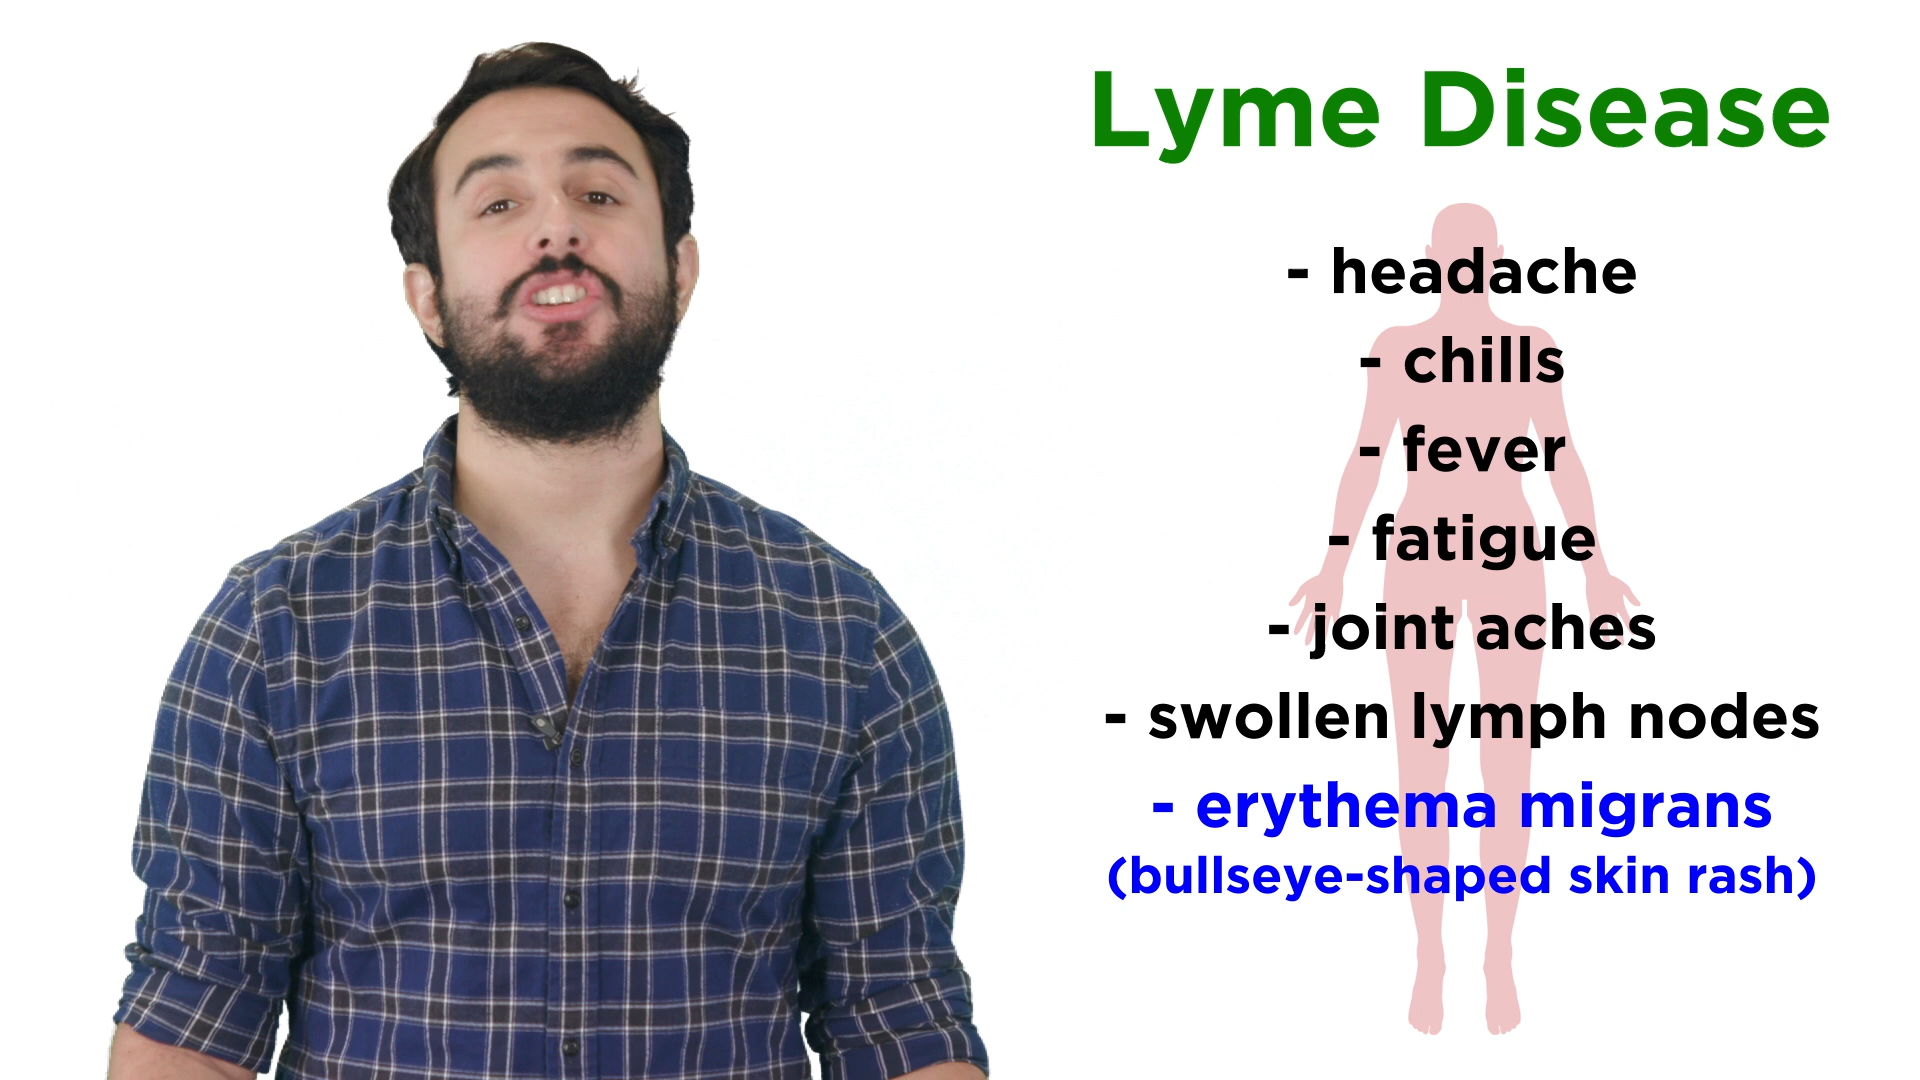 Lyme Disease
- headache
- chills
- fever
- fatigue
- joint aches
- swollen lymph nodes
- erythema migrans
(bullseye-shaped skin rash)